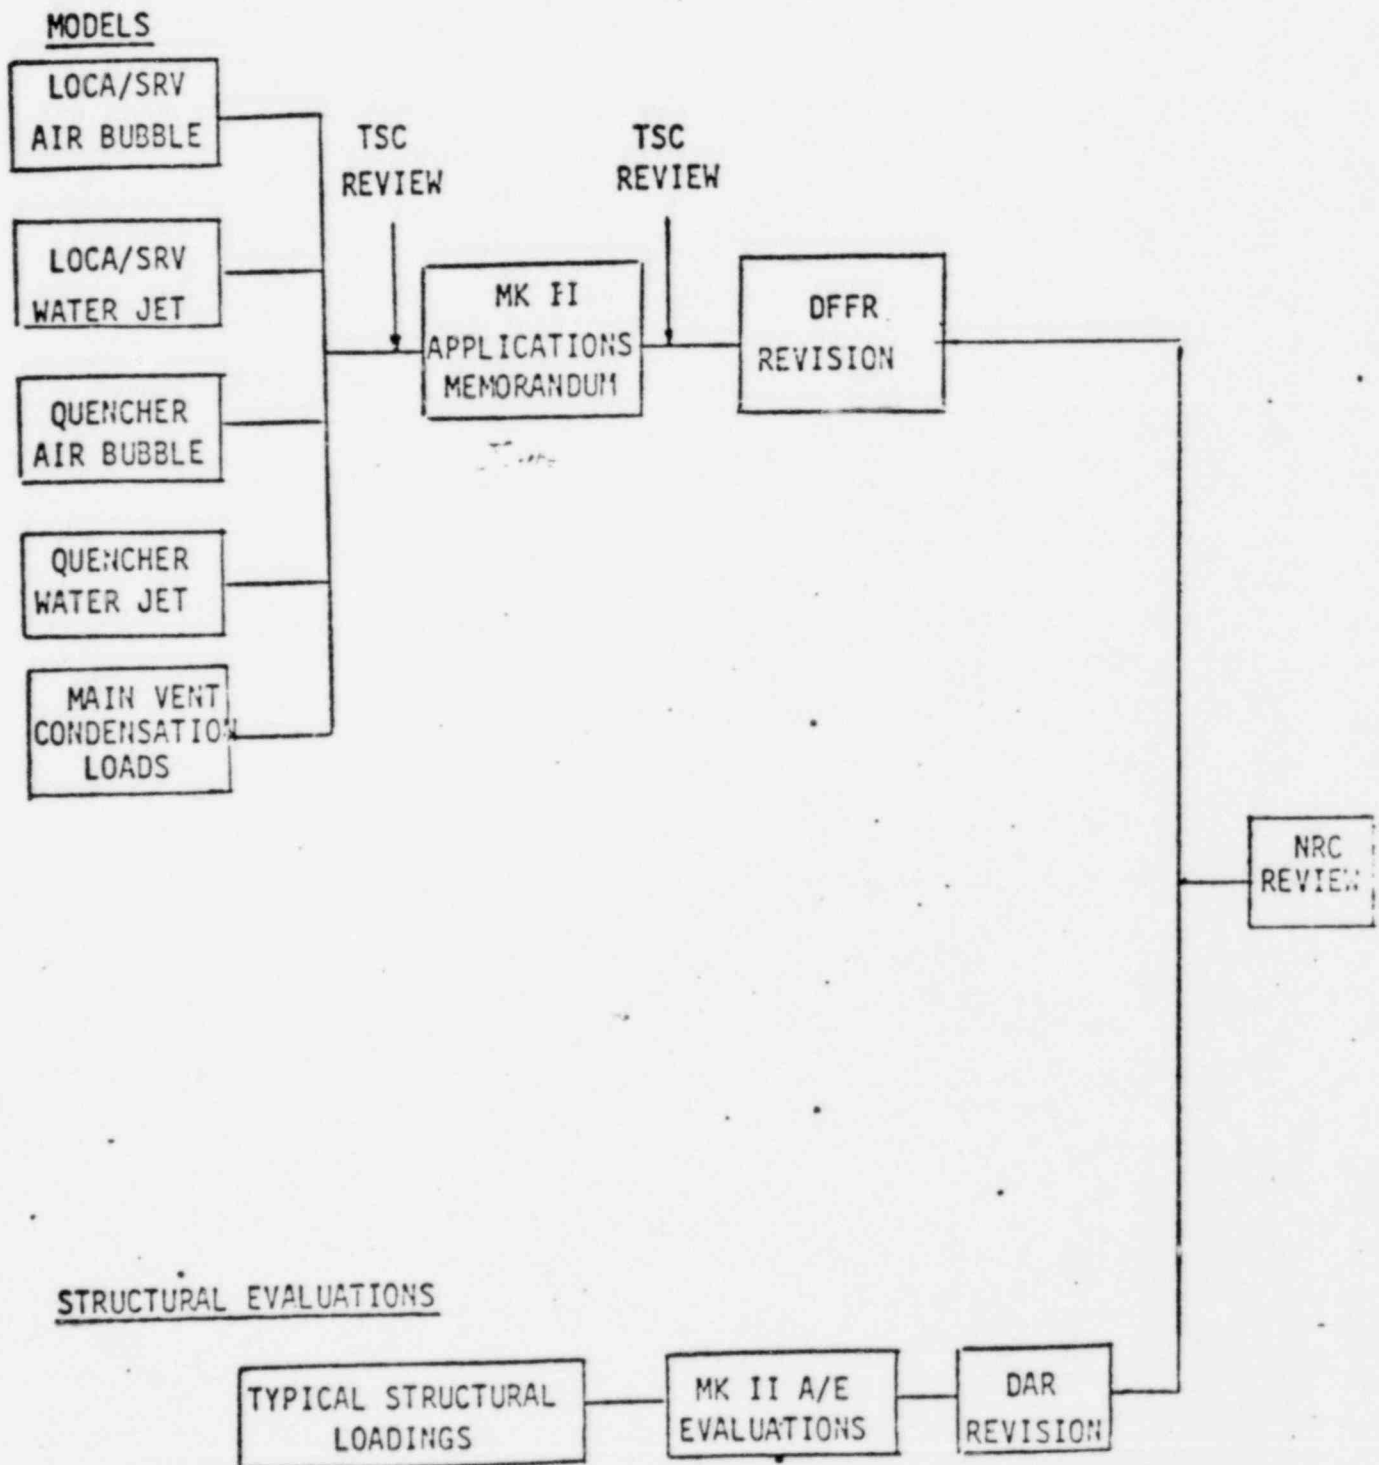 MODELS
LOCA/SRV
AIR BUBBLE
LOCA/SRV
WATER JET
QUENCHER
AIR BUBBLE
QUENCHER
WATER JET
MAIN VENT
CONDENSATION
LOADS
TSC
REVIEW
MK II
APPLICATIONS
MEMORANDUM
TSC
REVIEW
DFFR
REVISION
NRC
REVIEW
STRUCTURAL EVALUATIONS
TYPICAL STRUCTURAL
LOADINGS
MK II A/E
EVALUATIONS
DAR
REVISION